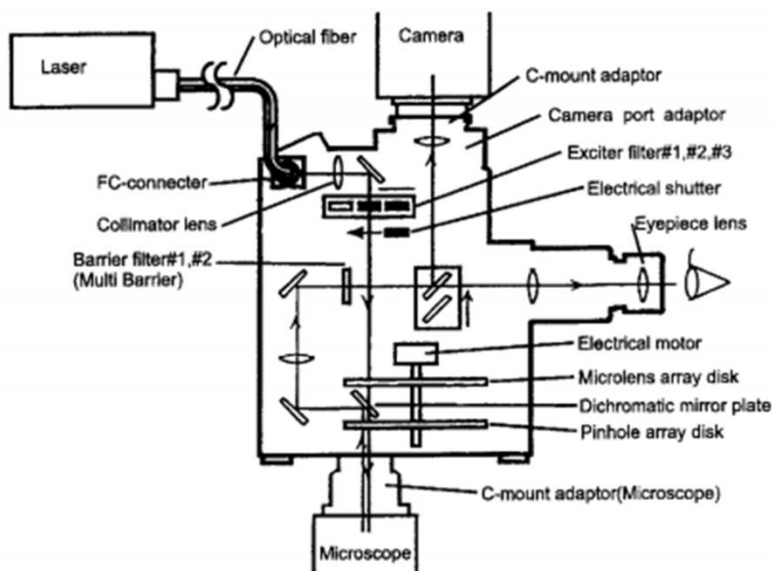 Laser
Optical fiber
Camera
C-mount adaptor
Camera port adaptor
Exciter filter#1,#2,#3
Electrical shutter
FC-connecter
Collimator lens
Eyepiece lens
Barrier filter#1,#2
(Multi Barrier)
Electrical motor
Microlens array disk
Dichromatic mirror plate
Pinhole array disk
C-mount adaptor(Microscope)
Microscope